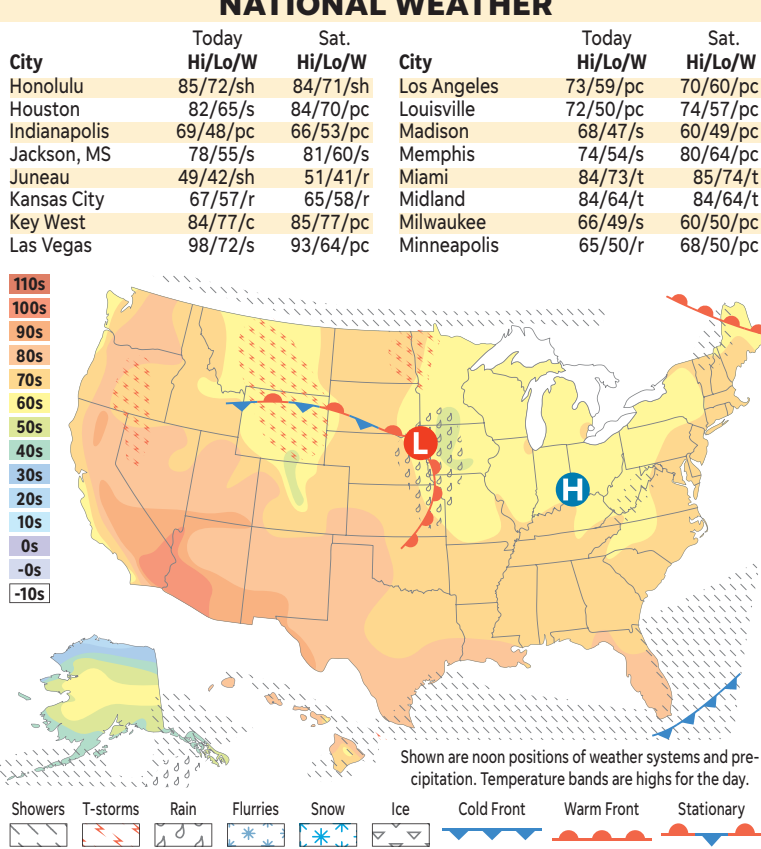 NATIONAL WEATHER
Today Sat.
City Hi/Lo/W Hi/Lo/W
Honolulu 85/72/sh 84/71/sh
Houston 82/65/s 84/70/pc
Indianapolis 69/48/pc 66/53/pc
Jackson, MS 78/55/s 81/60/s
Juneau 49/42/sh 51/41/r
Kansas City 67/57/r 65/58/r
Key West 84/77/c 85/77/pc
Las Vegas 98/72/s 93/64/pc
Today Sat.
City Hi/Lo/W Hi/Lo/W
Los Angeles 73/59/pc 70/60/pc
Louisville 72/50/pc 74/57/pc
Madison 68/47/s 60/49/pc
Memphis 74/54/s 80/64/pc
Miami 84/73/t 85/74/t
Midland 84/64/t 84/64/t
Milwaukee 66/49/s 60/50/pc
Minneapolis 65/50/r 68/50/pc
110s
100s
90s
80s
70s
60s
50s
40s
30s
20s
10s
0s
-0s
-10s
L
H
Shown are noon positions of weather systems and pre-
cipitation. Temperature bands are highs for the day.
Showers T-storms Rain Flurries Snow Ice Cold Front Warm Front Stationary